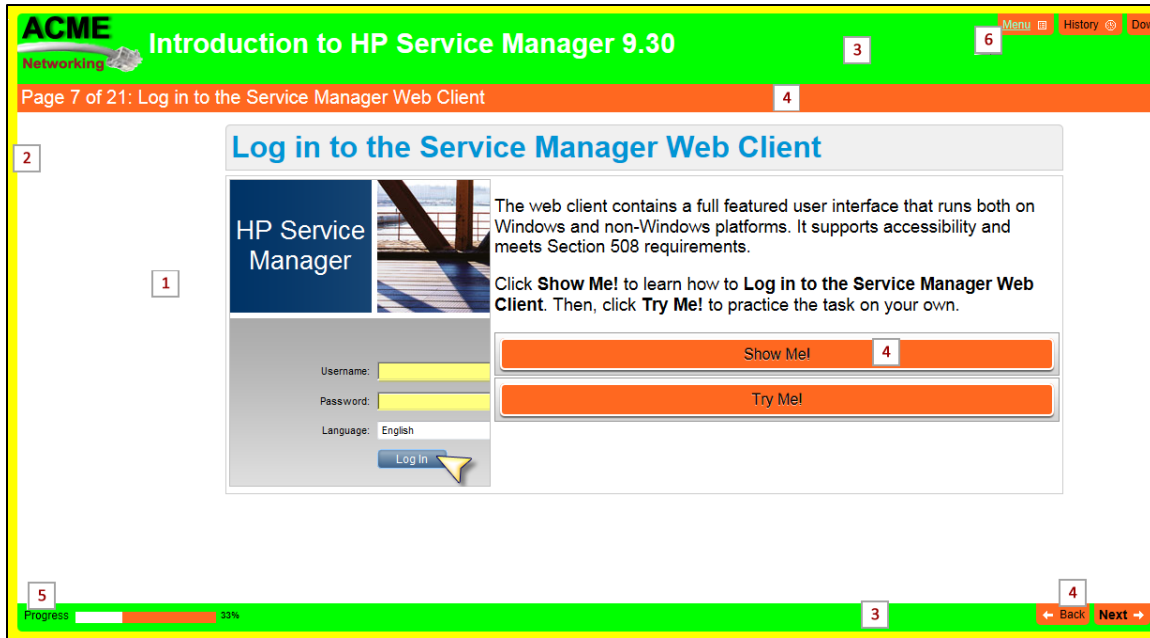 ACME
Networking
Introduction to HP Service Manager 9.30
3
6
Menu
History
Dow
Page 7 of 21: Log in to the Service Manager Web Client
4
2
Log in to the Service Manager Web Client
HP Service
Manager
The web client contains a full featured user interface that runs both on
Windows and non-Windows platforms. It supports accessibility and
meets Section 508 requirements.
1
Click Show Me! to learn how to Log in to the Service Manager Web
Client. Then, click Try Me! to practice the task on your own.
Show Me!
4
Try Me!
Username:
Password:
Language: English
Log In
5
Progress
33%
3
4
Back
Next